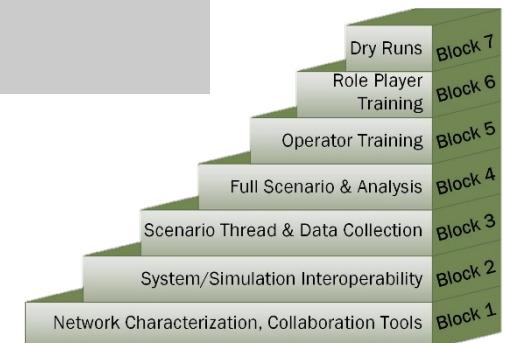 Dry Runs Block 7
Role Player
Training Block 6
Operator Training Block 5
Full Scenario & Analysis Block 4
Scenario Thread & Data Collection Block 3
System/Simulation Interoperability Block 2
Network Characterization, Collaboration Tools Block 1